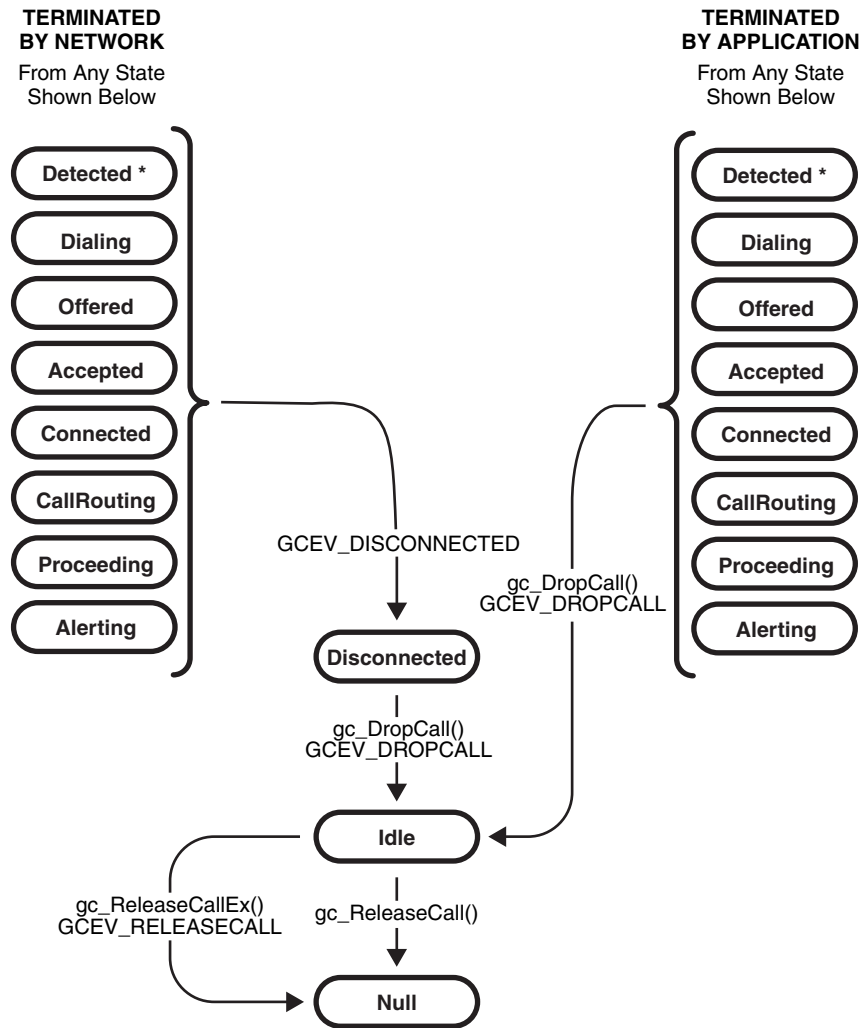 TERMINATED
BY NETWORK
From Any State
Shown Below
Detected *
Dialing
Offered
Accepted
Connected
CallRouting
Proceeding
Alerting
TERMINATED
BY APPLICATION
From Any State
Shown Below
Detected *
Dialing
Offered
Accepted
Connected
CallRouting
Proceeding
Alerting
GCEV_DISCONNECTED
gc_DropCall()
GCEV_DROPCALL
Disconnected
gc_DropCall()
GCEV_DROPCALL
Idle
gc_ReleaseCallEx()
GCEV_RELEASECALL
gc_ReleaseCall()
Null